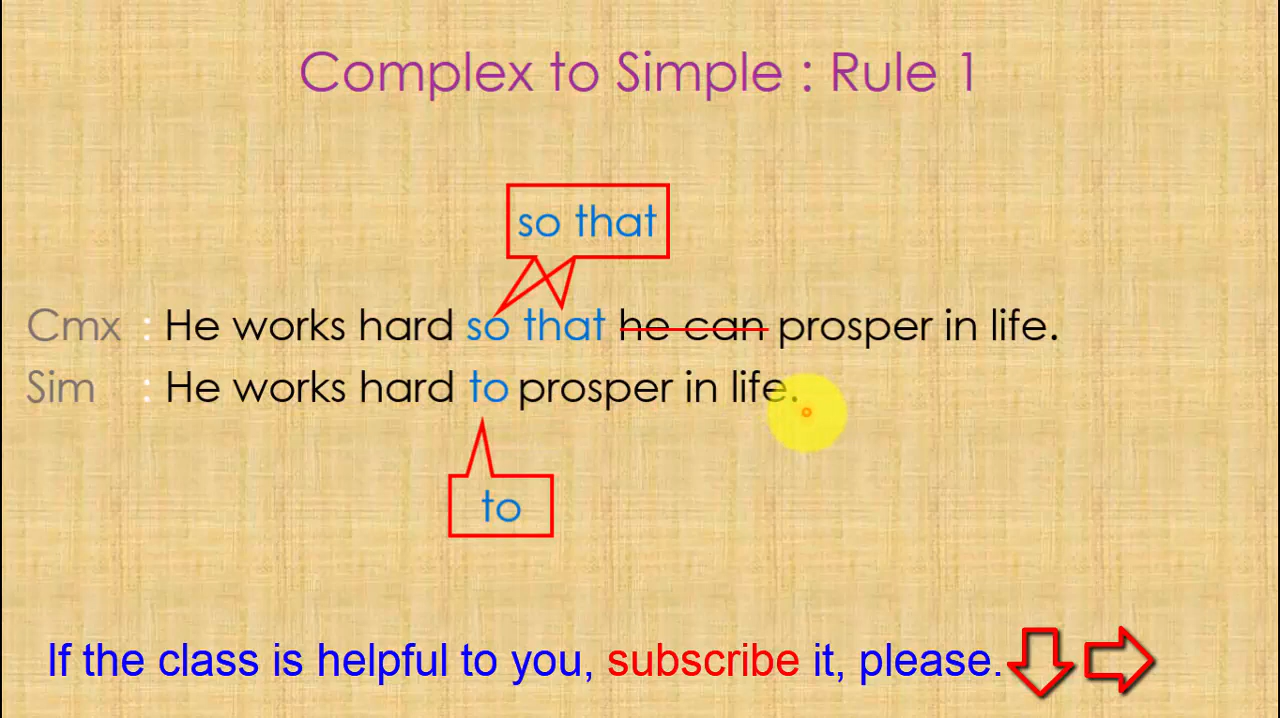 Complex to Simple : Rule 1
so that
Cmx : He works hard so that he can prosper in life.
Sim : He works hard to prosper in life.
to
If the class is helpful to you, subscribe it, please.